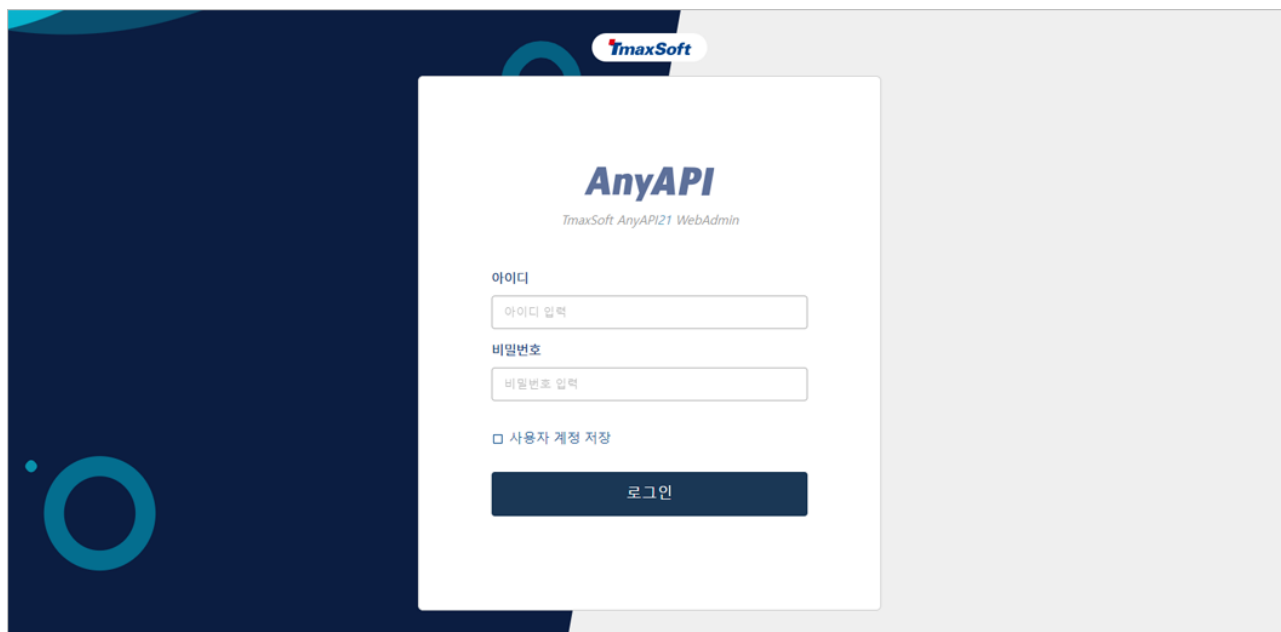 TmaxSoft
AnyAPI
TmaxSoft AnyAPI21 WebAdmin
아이디
아이디 입력
비밀번호
비밀번호 입력
사용자 계정 저장
로그인